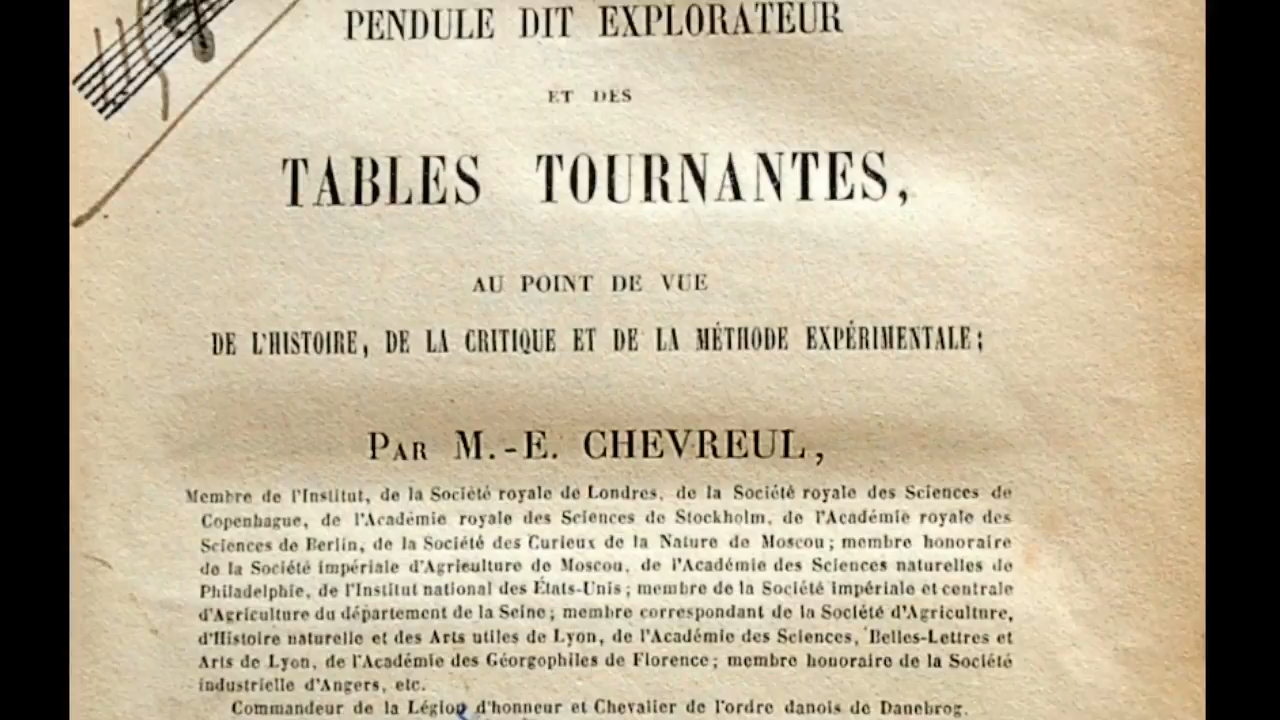 PENDULE DIT EXPLORATEUR
ET DES
TABLES TOURNANTES,
AU POINT DE VUE
DE L'HISTOIRE, DE LA CRITIQUE ET DE LA MÉTHODE EXPÉRIMENTALE;
PAR M.-E. CHEVREUL,
Membre de l'Institut, de la Société royale de Londres, de la Société royale des Sciences de
Copenhague, de l'Académie royale des Sciences de Stockholm, de l'Académie royale des
Sciences de Berlin, de la Société des Curieux de la Nature de Moscou; membre honoraire
de la Société impériale d'Agriculture de Moscou, de l'Académie des Sciences naturelles de
Philadelphie, de l'Institut national des États-Unis; membre de la Société impériale et centrale
d'Agriculture du département de la Seine; membre correspondant de la Société d'Agriculture,
d'Histoire naturelle et des Arts utiles de Lyon, de l'Académie des Sciences, Belles-Lettres et
Arts de Lyon, de l'Académie des Géorgophiles de Florence; membre honoraire de la Société
industrielle d'Angers, etc.
Commandeur de la Légion d'honneur et Chevalier de l'ordre danois de Danebrog.